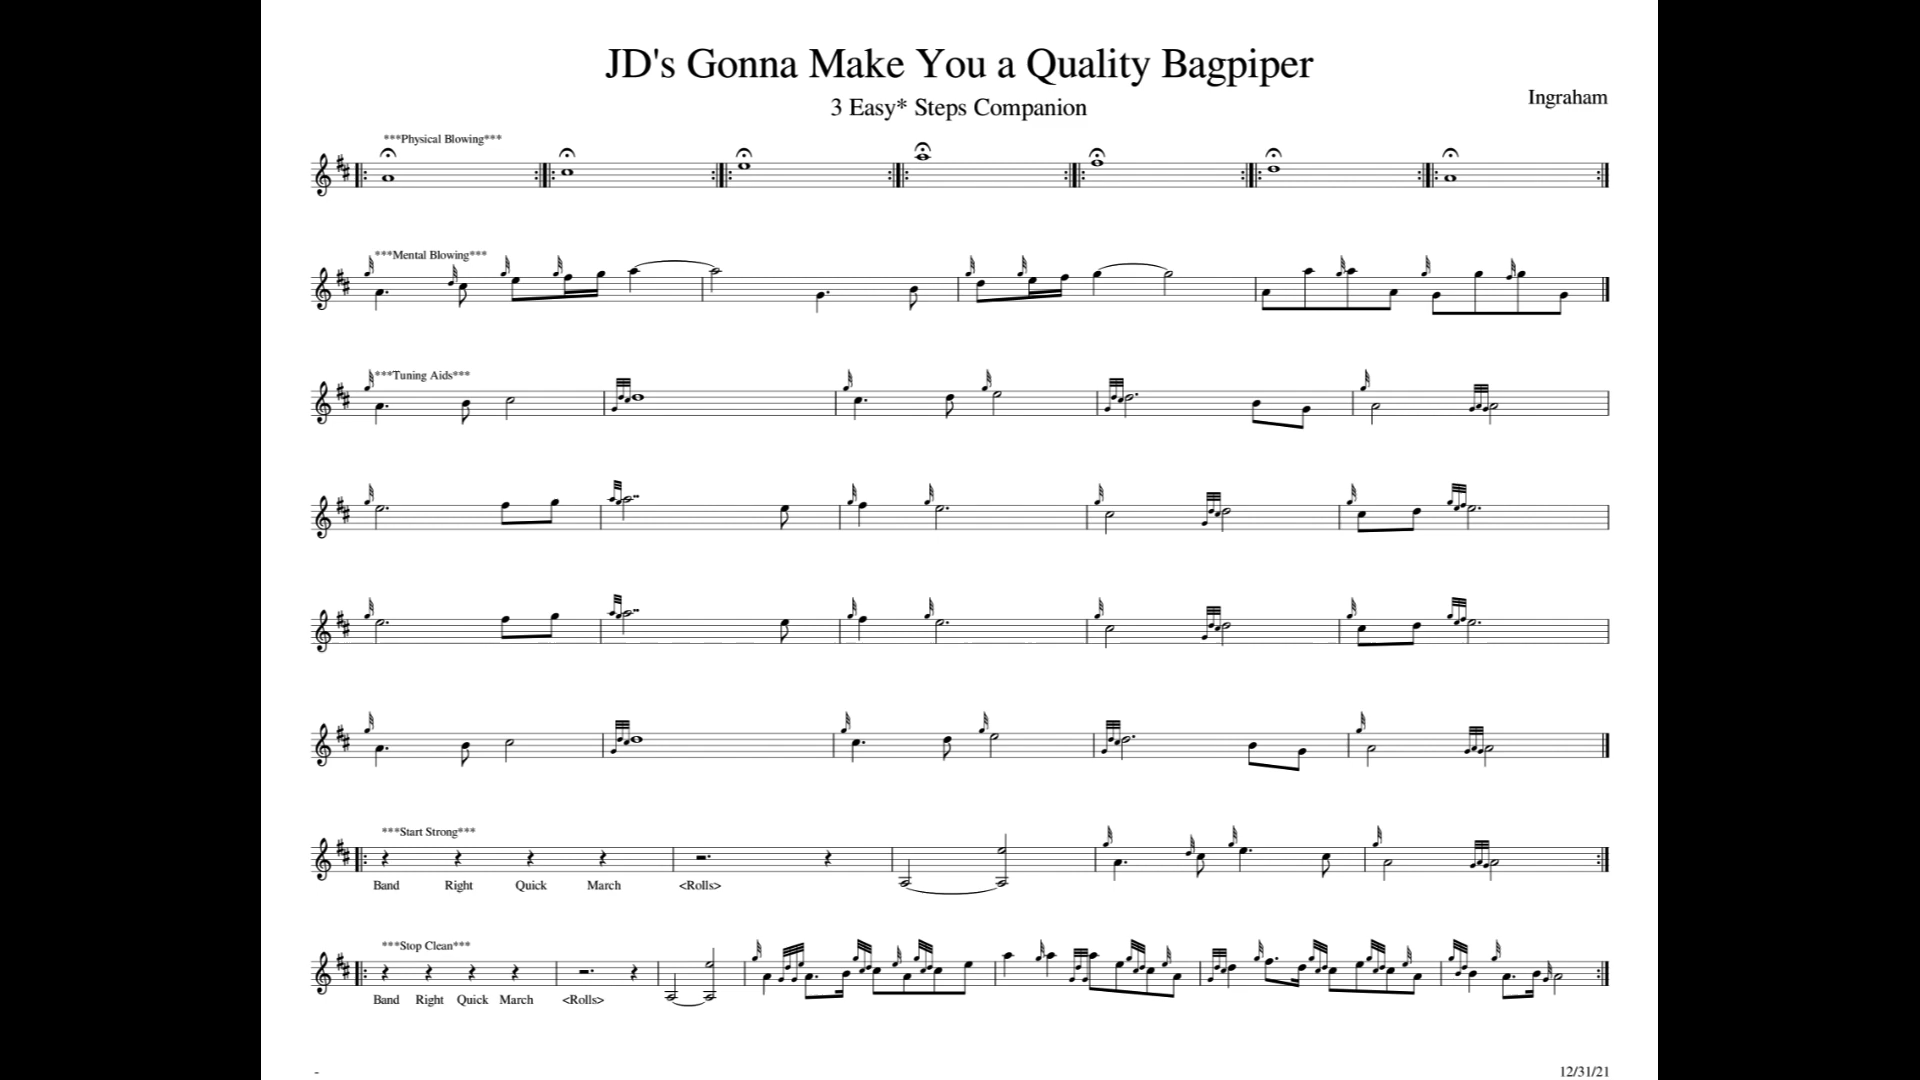 JD's Gonna Make You a Quality Bagpiper
3 Easy* Steps Companion
Ingraham
***Physical Blowing***
***Mental Blowing***
***Tuning Aids***
***Start Strong***
Band Right Quick March <Rolls>
***Stop Clean***
Band Right Quick March <Rolls>
-
12/31/21